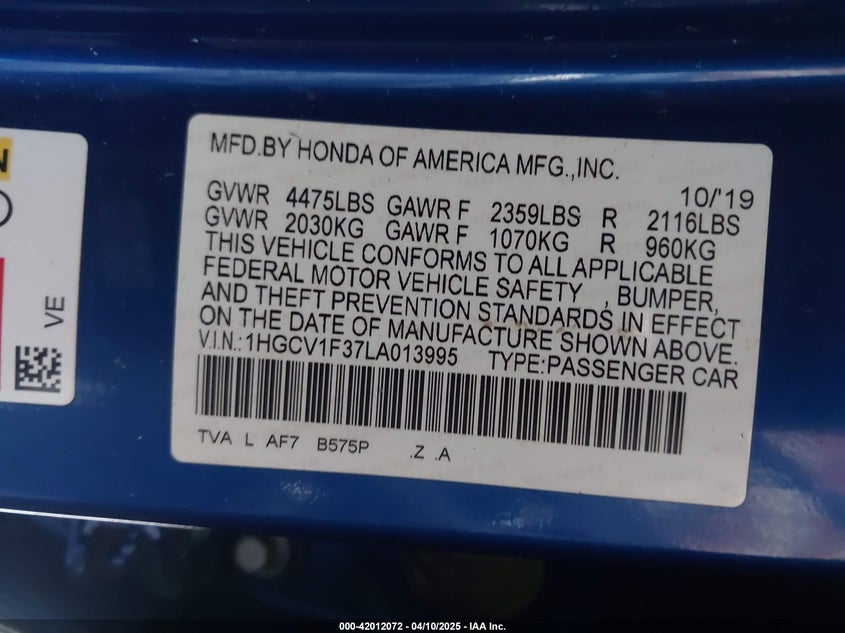 MFD.BY HONDA OF AMERICA MFG.,INC.
10/'19
GVWR 4475LBS GAWR F 2359LBS R 2116LBS
GVWR 2030KG GAWR F 1070KG R 960KG
THIS VEHICLE CONFORMS TO ALL APPLICABLE
FEDERAL MOTOR VEHICLE SAFETY , BUMPER,
AND THEFT PREVENTION STANDARDS IN EFFECT
ON THE DATE OF MANUFACTURE SHOWN ABOVE.
V.I.N.: 1HGCV1F37LA013995 TYPE:PASSENGER CAR
TVA L AF7 B575P .Z .A
N
VE
000-42012072 - 04/10/2025 - IAA Inc.